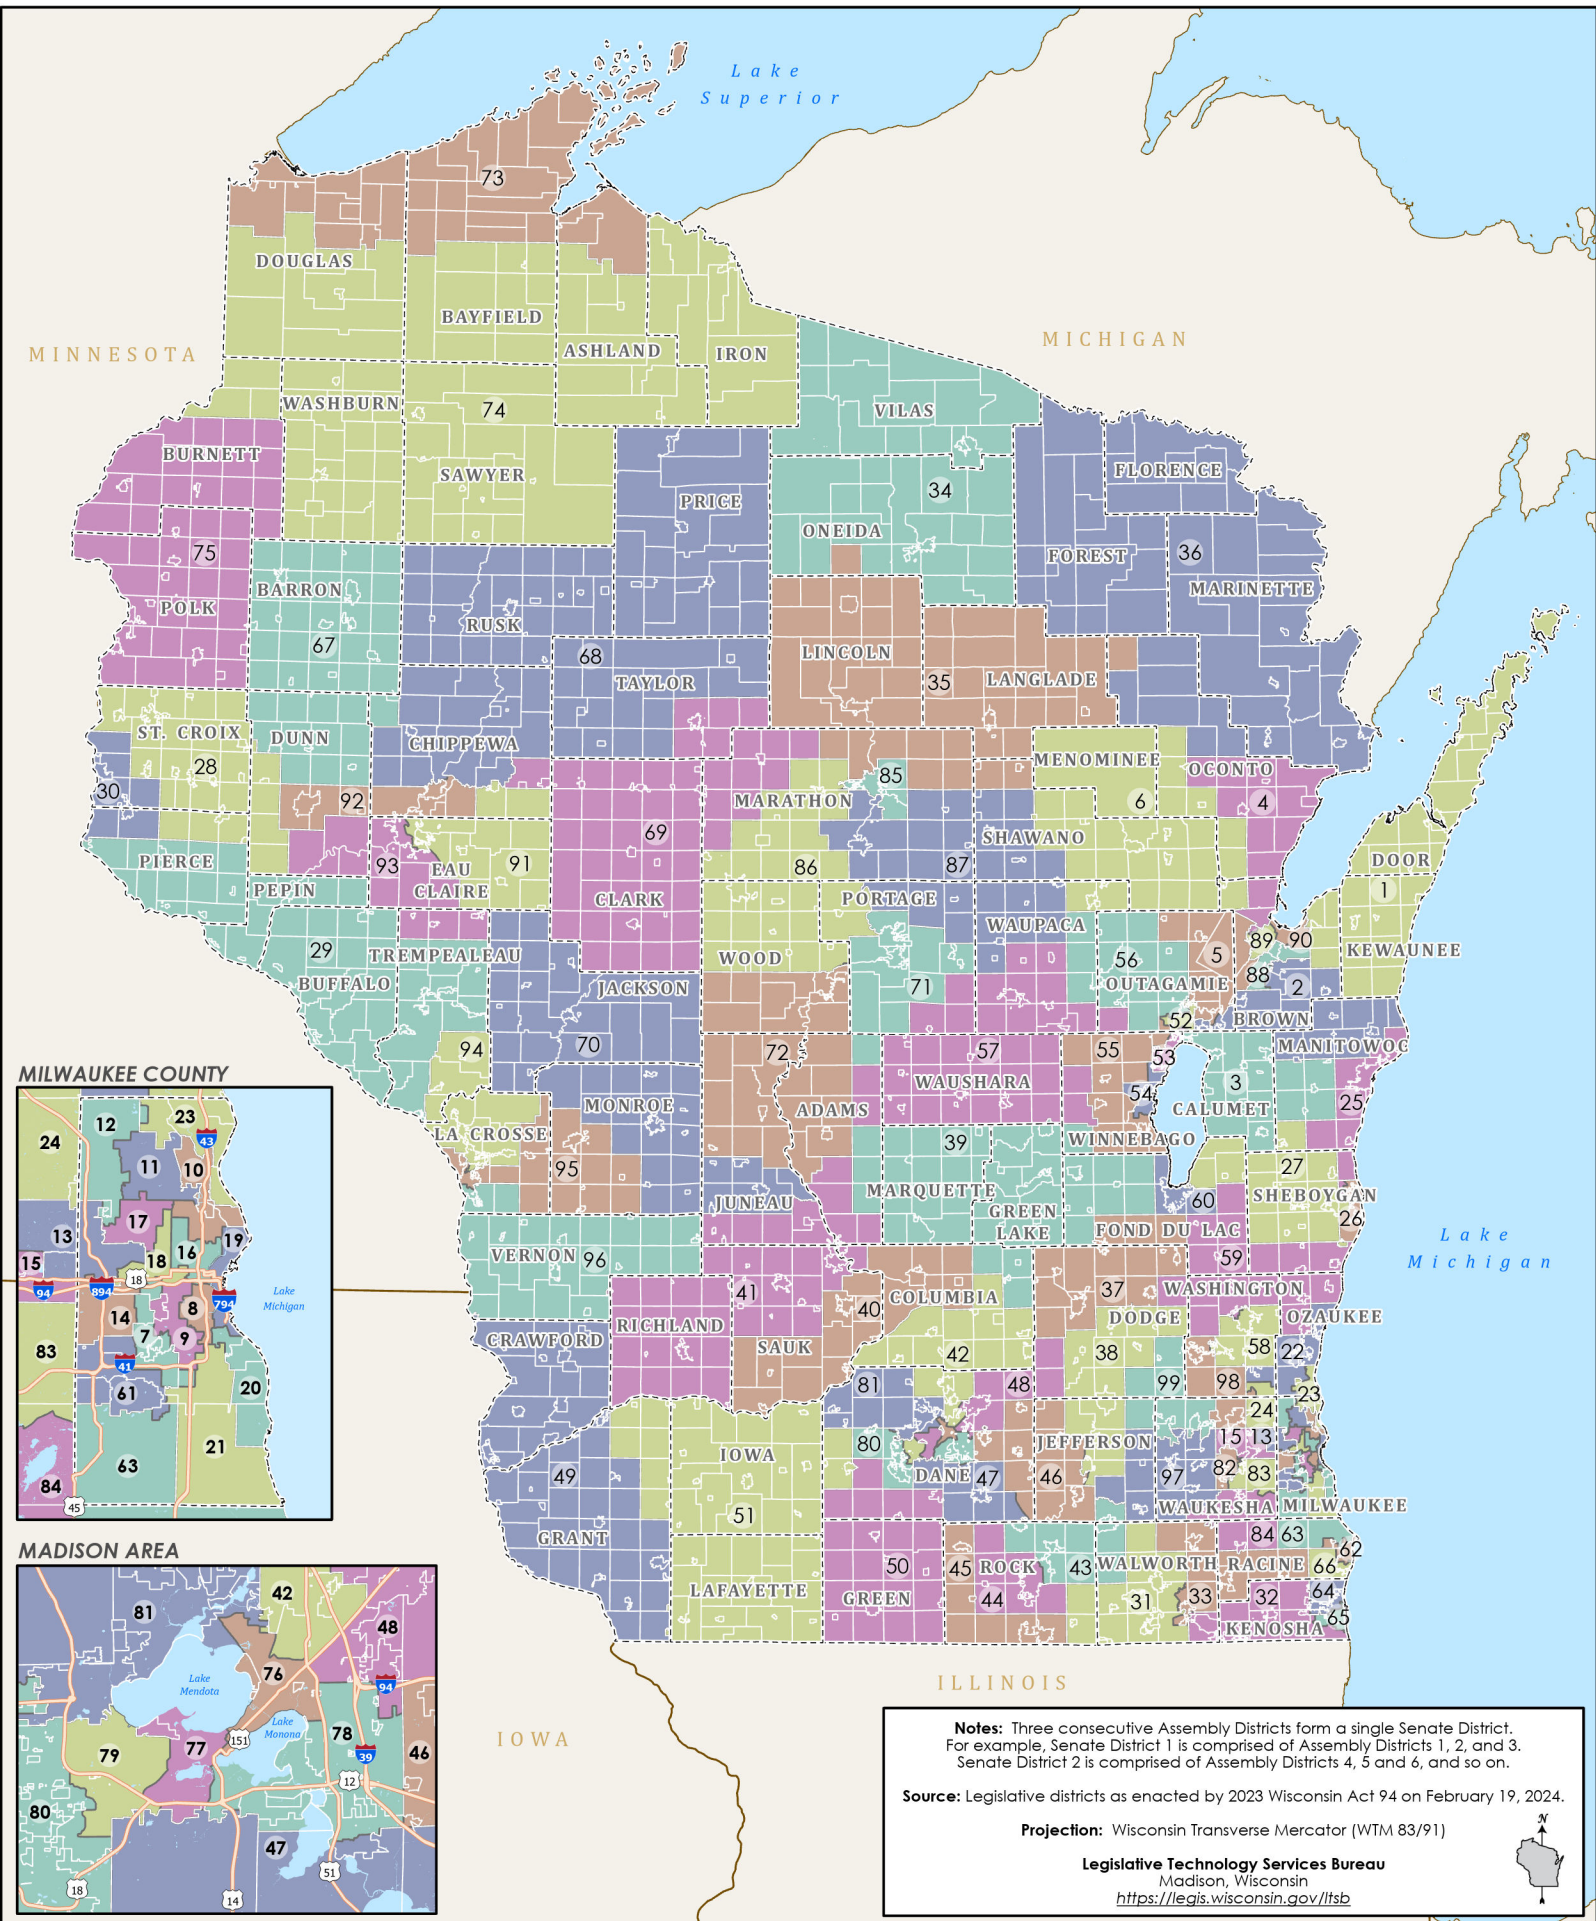 Lake
Superior
73
DOUGLAS
BAYFIELD
ASHLAND
IRON
MINNESOTA
MICHIGAN
WASHBURN
74
VILAS
BURNETT
SAWYER
FLORENCE
PRICE
34
ONEIDA
75
FOREST
36
BARRON
MARINETTE
POLK
RUSK
67
68
LINCOLN
TAYLOR
35
LANGLADE
ST. CROIX
DUNN
CHIPPEWA
28
MENOMINEE
OCONTO
85
30
92
MARATHON
6
4
69
SHAWANO
PIERCE
93
EAU
CLAIRE
91
86
87
DOOR
PEPIN
CLARK
PORTAGE
1
WAUPACA
29
TREMPEALEAU
WOOD
56
5
89
90
KEWAUNEE
BUFFALO
JACKSON
71
OUTAGAMIE
88
2
52
BROWN
94
70
72
57
55
53
MANITOWOC
WAUSHARA
3
MONROE
ADAMS
54
CALUMET
25
LA CROSSE
39
WINNEBAGO
95
27
JUNEAU
MARQUETTE
60
SHEBOYGAN
GREEN
LAKE
FOND DU LAC
26
Lake
Michigan
VERNON
96
59
41
40
COLUMBIA
37
WASHINGTON
RICHLAND
DODGE
OZAUKEE
CRAWFORD
SAUK
42
38
58
22
81
48
99
98
23
24
80
IOWA
JEFFERSON
15
13
49
DANE
47
46
97
82
83
51
WAUKESHA
MILWAUKEE
GRANT
84
63
62
50
45
ROCK
43
WALWORTH
RACINE
66
LAFAYETTE
GREEN
44
31
33
32
64
65
KENOSHA
ILLINOIS
IOWA
MILWAUKEE COUNTY
12
23
24
43
11
10
17
13
19
18
16
15
18
94
894
794
Lake
Michigan
14
8
7
9
83
41
61
20
21
63
84
45
MADISON AREA
42
81
48
76
Lake
Mendota
94
Lake
Monona
78
77
151
79
39
46
12
80
47
51
18
14
Notes: Three consecutive Assembly Districts form a single Senate District.
For example, Senate District 1 is comprised of Assembly Districts 1, 2, and 3.
Senate District 2 is comprised of Assembly Districts 4, 5 and 6, and so on.
Source: Legislative districts as enacted by 2023 Wisconsin Act 94 on February 19, 2024.
Projection: Wisconsin Transverse Mercator (WTM 83/91)
N
Legislative Technology Services Bureau
Madison, Wisconsin
https://legis.wisconsin.gov/ltsb